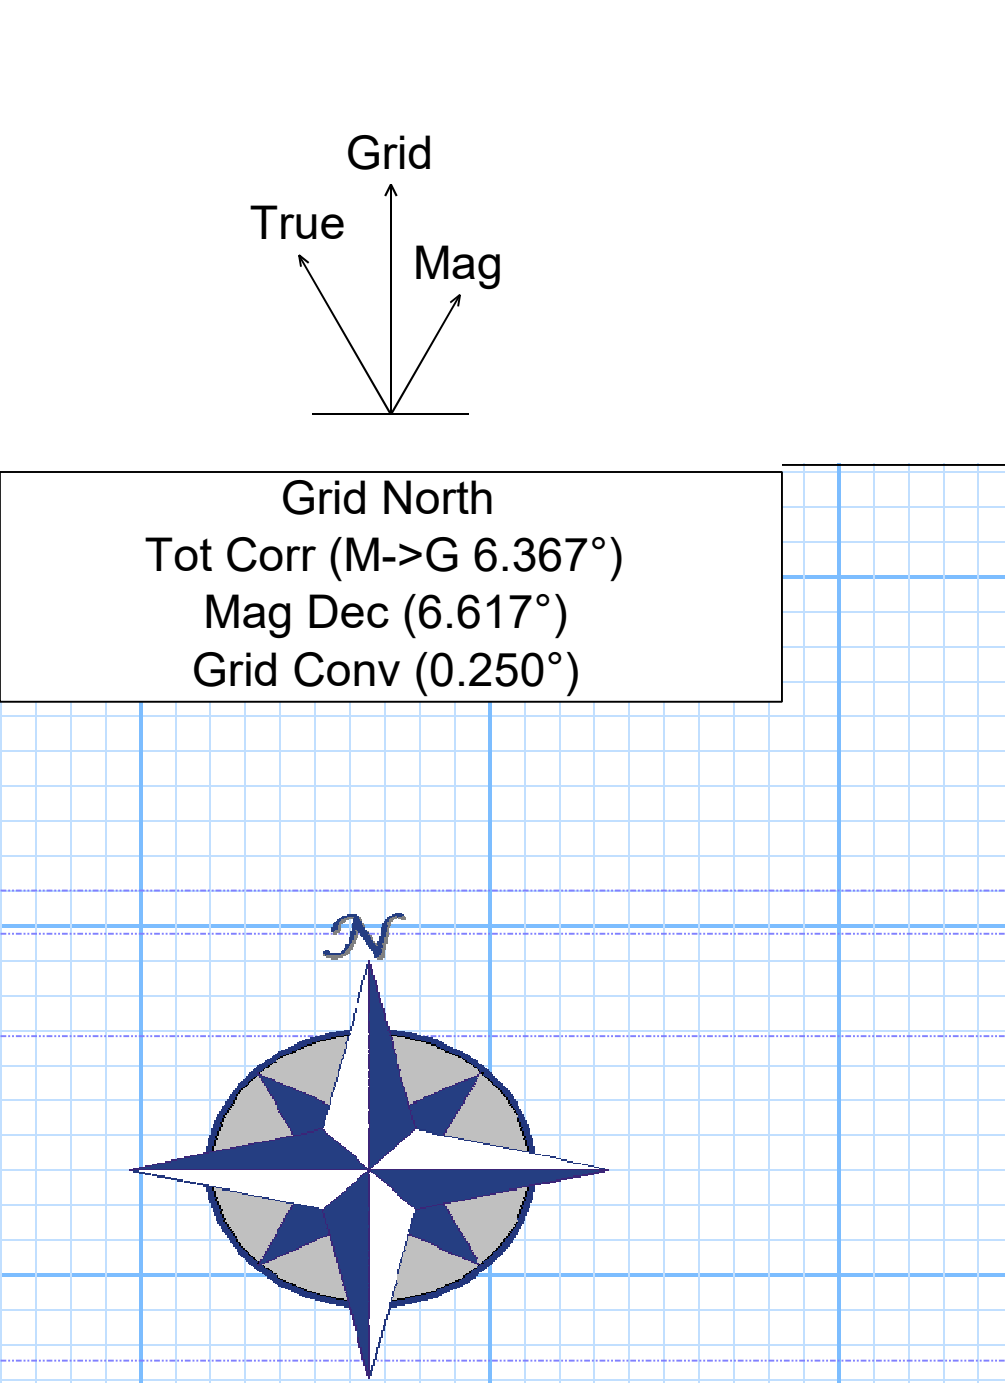 Grid
True
Mag
Grid North
Tot Corr (M->G 6.367°)
Mag Dec (6.617°)
Grid Conv (0.250°)
N